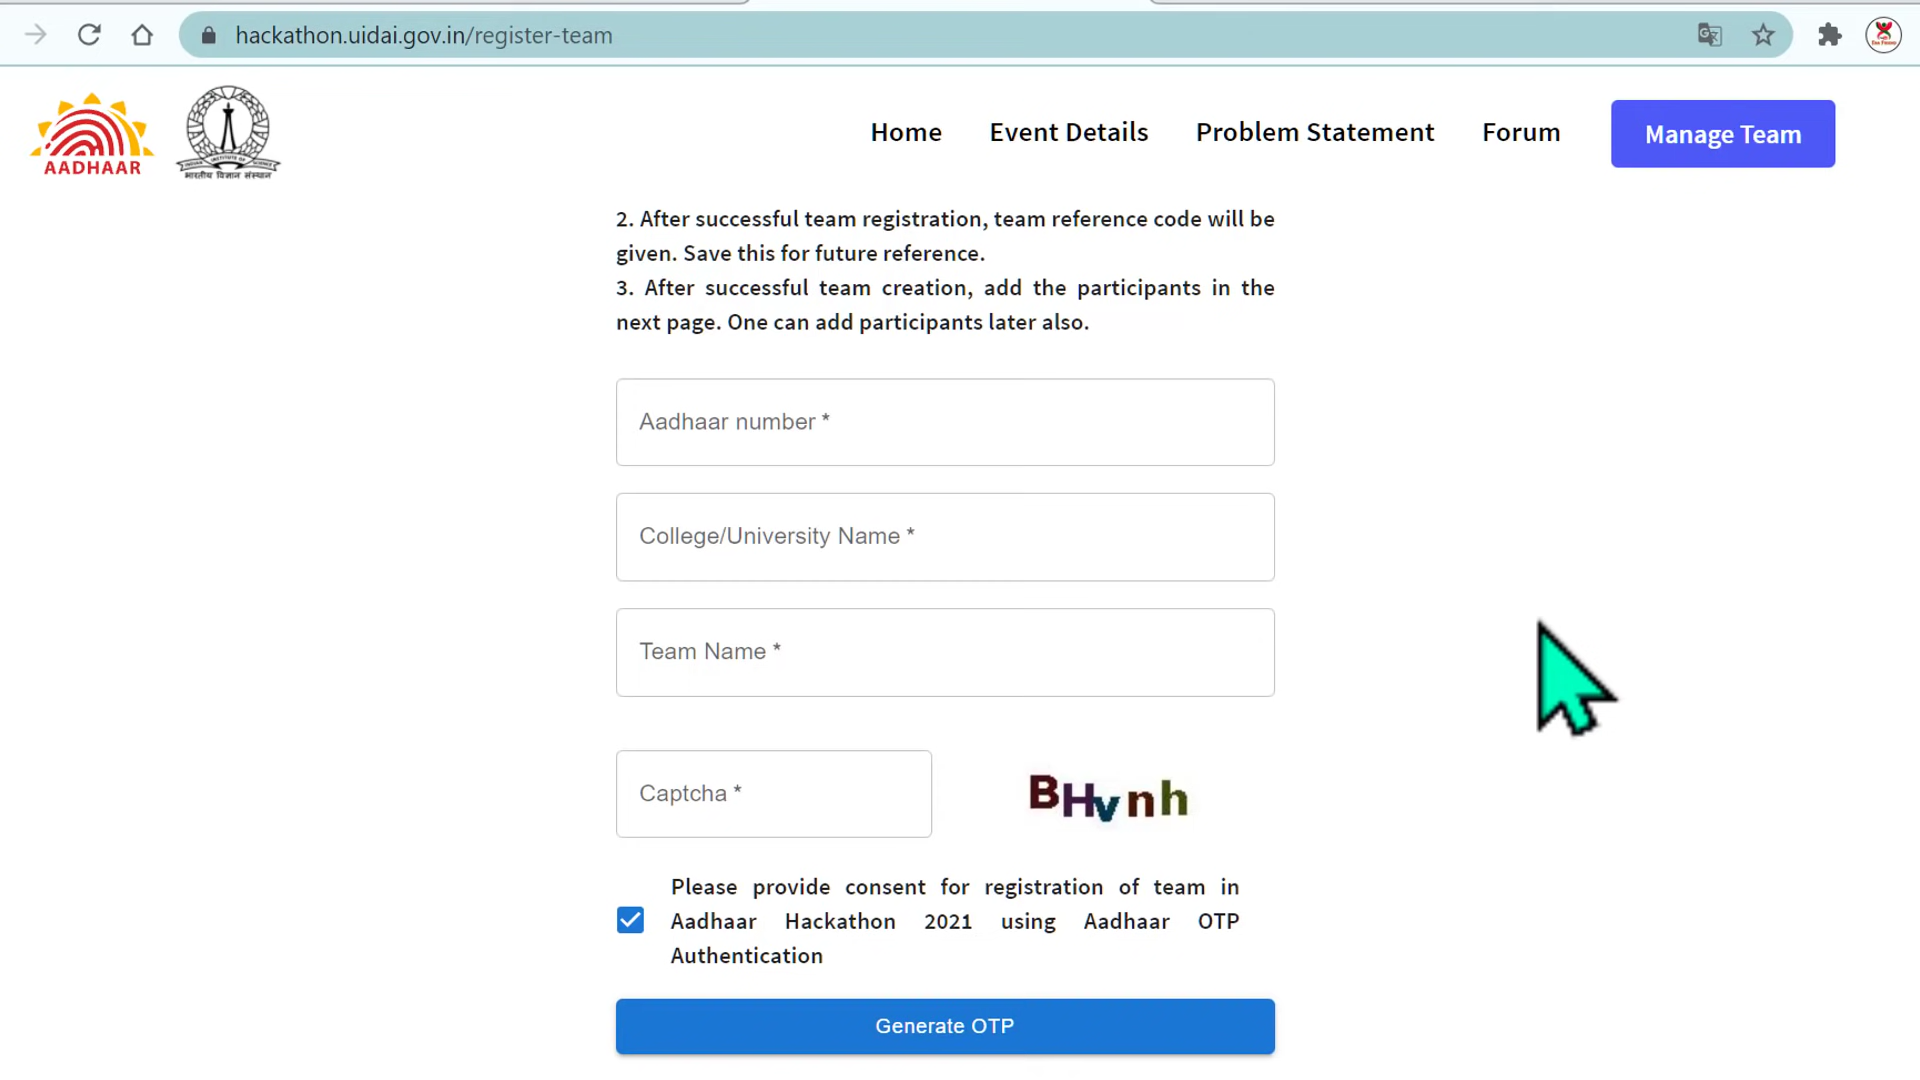 hackathon.uidai.gov.in/register-team
AADHAAR
भारतीय विज्ञान संस्थान
Home
Event Details
Problem Statement
Forum
Manage Team
2. After successful team registration, team reference code will be
given. Save this for future reference.
3. After successful team creation, add the participants in the
next page. One can add participants later also.
Aadhaar number *
College/University Name *
Team Name *
Captcha *
BHvnh
Please provide consent for registration of team in
Aadhaar Hackathon 2021 using Aadhaar OTP
Authentication
Generate OTP